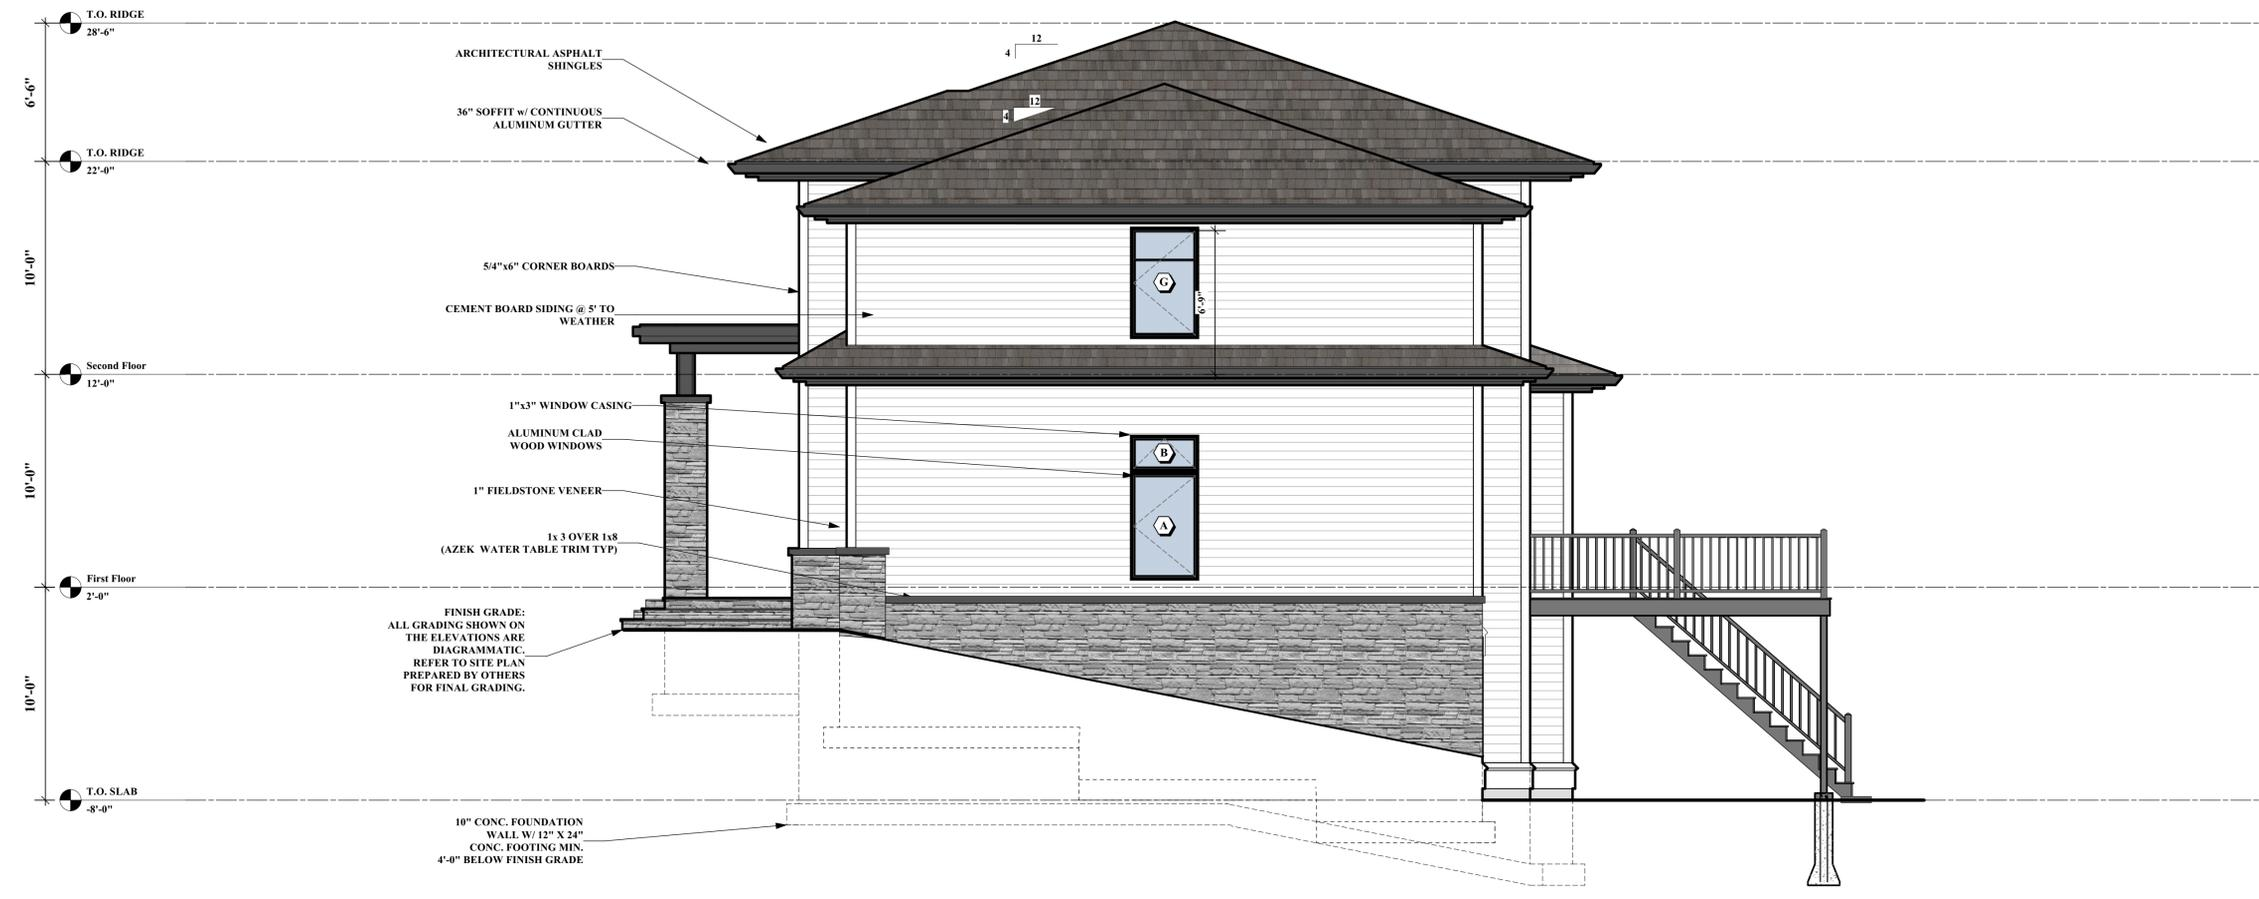 T.O. RIDGE
28'-6"
6'-6"
T.O. RIDGE
22'-0"
10'-0"
Second Floor
12'-0"
10'-0"
First Floor
2'-0"
10'-0"
T.O. SLAB
-8'-0"
ARCHITECTURAL ASPHALT
SHINGLES
36" SOFFIT w/ CONTINUOUS
ALUMINUM GUTTER
12
4
12
4
5/4"x6" CORNER BOARDS
CEMENT BOARD SIDING @ 5' TO
WEATHER
G
6'-9"
1"x3" WINDOW CASING
ALUMINUM CLAD
WOOD WINDOWS
B
A
1" FIELDSTONE VENEER
1x 3 OVER 1x8
(AZEK WATER TABLE TRIM TYP)
FINISH GRADE:
ALL GRADING SHOWN ON
THE ELEVATIONS ARE
DIAGRAMMATIC.
REFER TO SITE PLAN
PREPARED BY OTHERS
FOR FINAL GRADING.
10" CONC. FOUNDATION
WALL W/ 12" X 24"
CONC. FOOTING MIN.
4'-0" BELOW FINISH GRADE